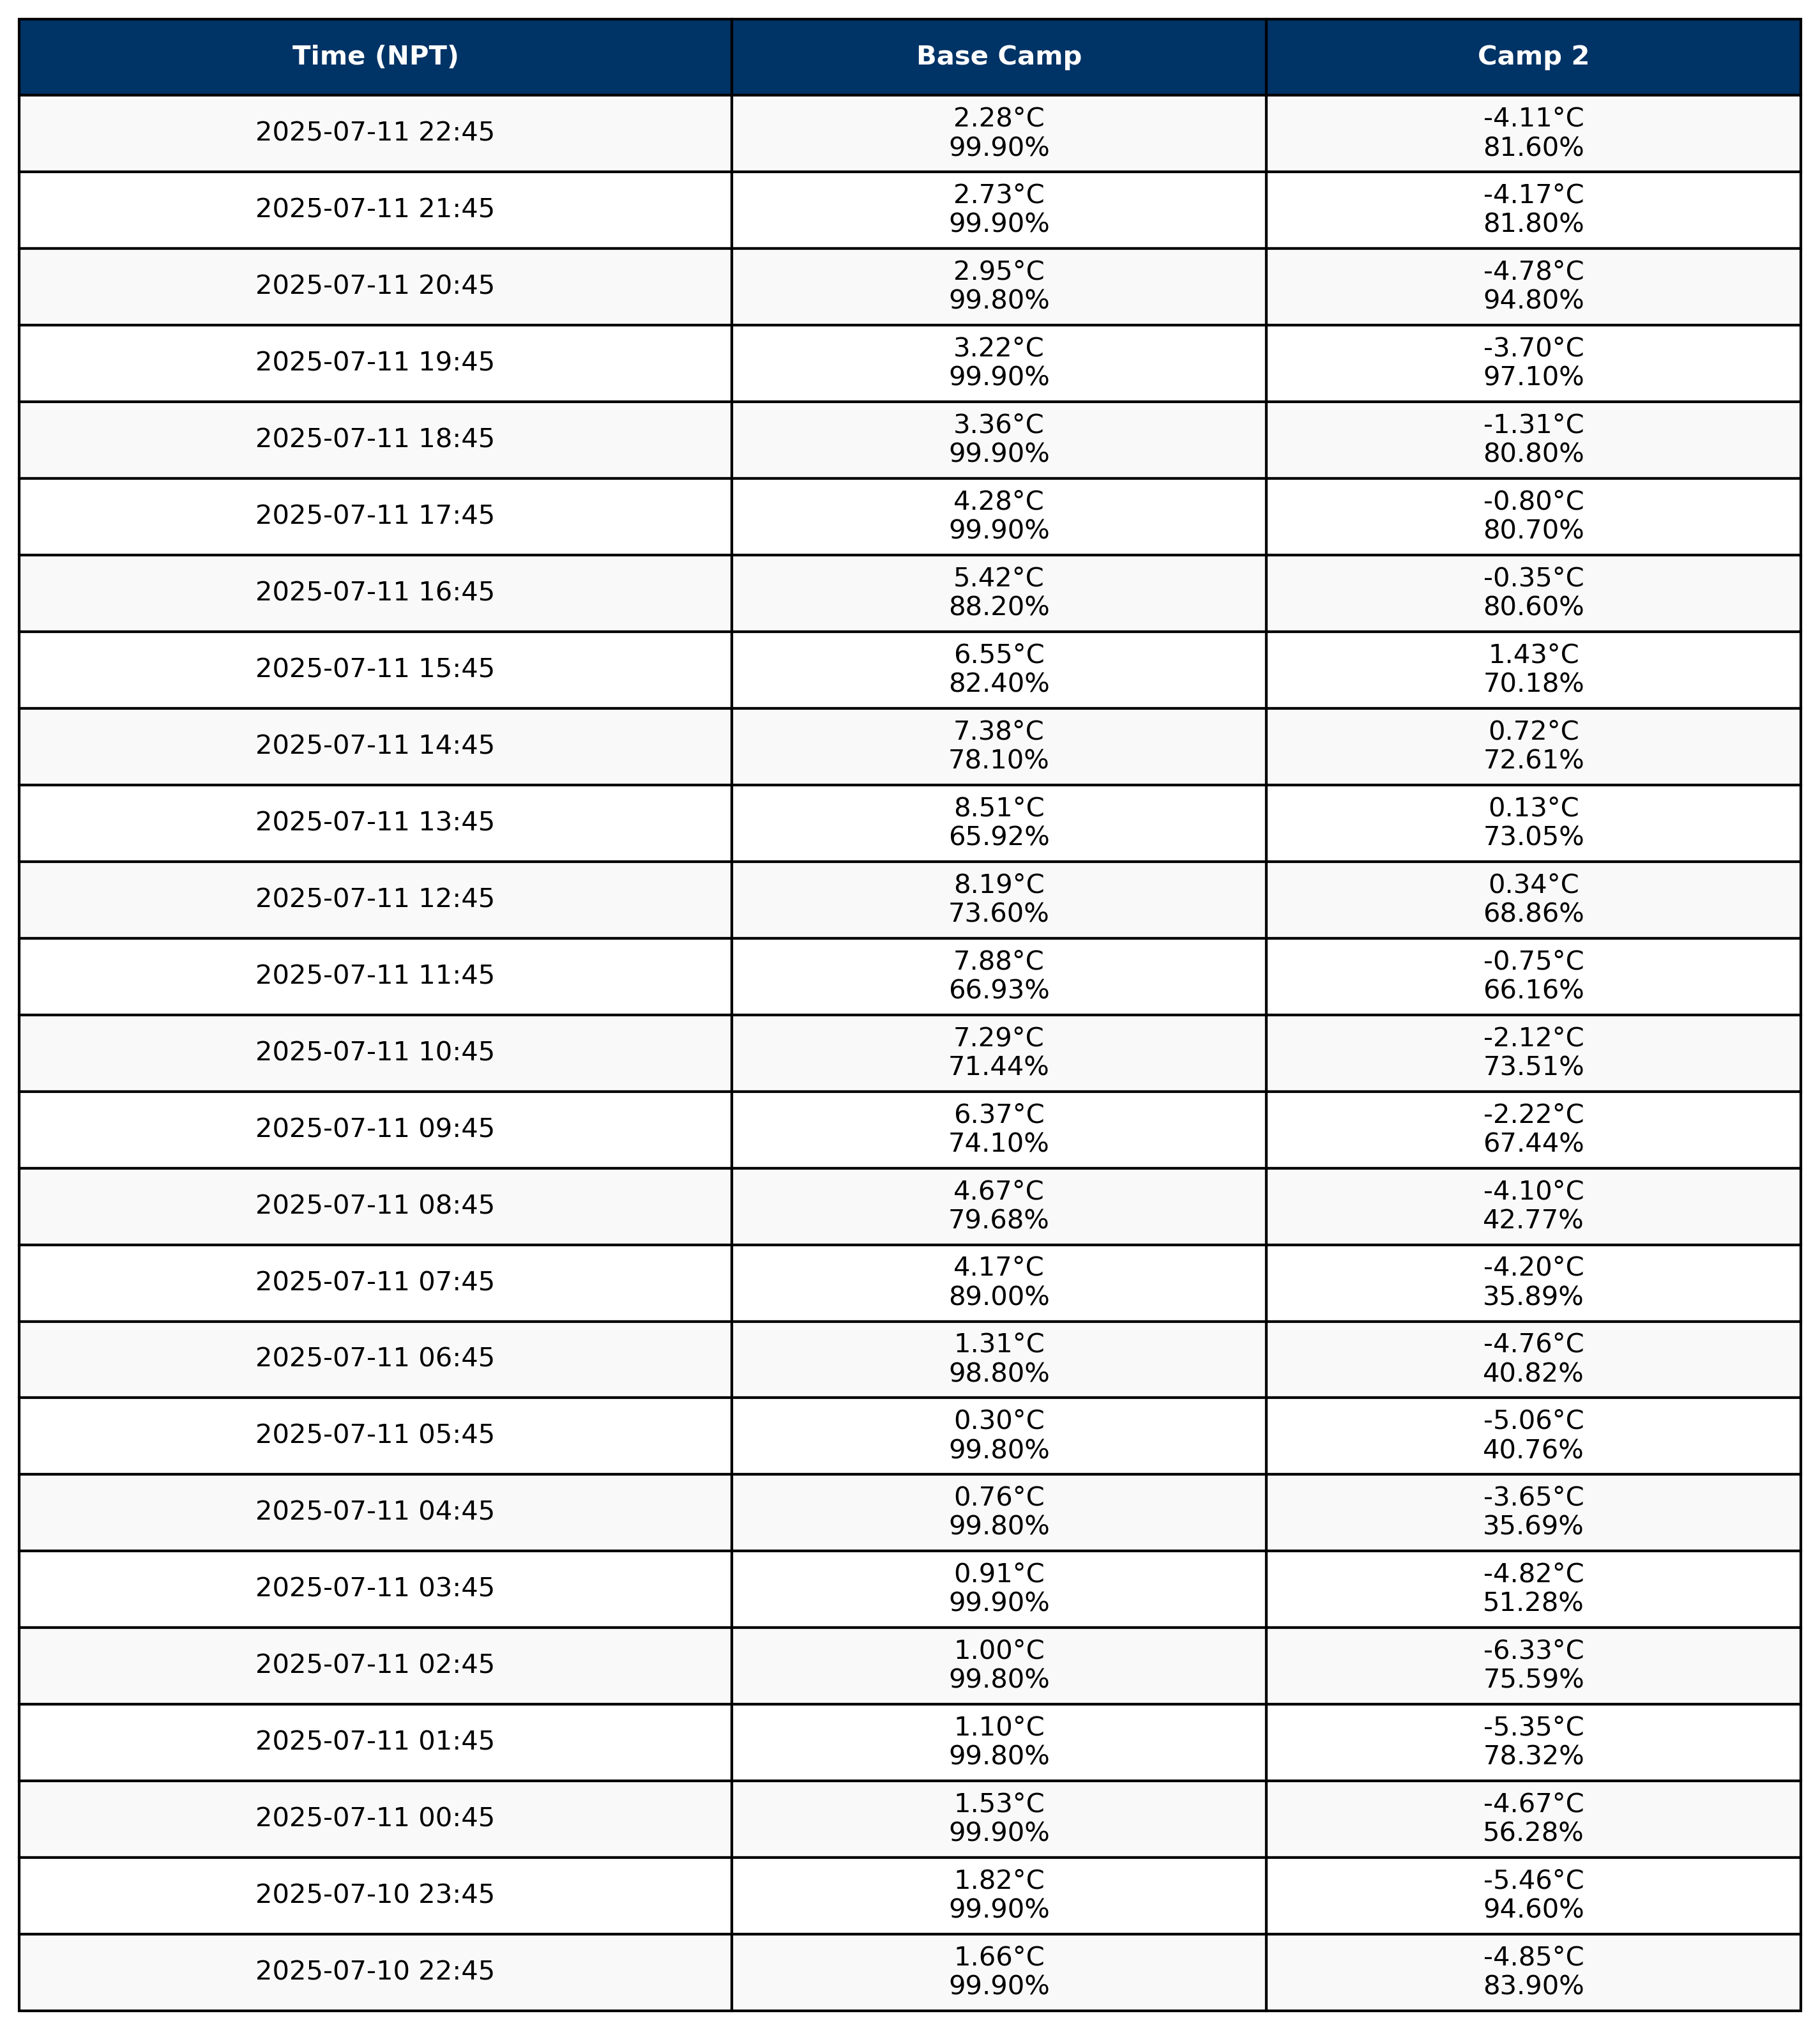 Time (NPT) Base Camp Camp 2
2025-07-11 22:45 2.28°C -4.11°C
99.90% 81.60%
2025-07-11 21:45 2.73°C -4.17°C
99.90% 81.80%
2025-07-11 20:45 2.95°C -4.78°C
99.80% 94.80%
2025-07-11 19:45 3.22°C -3.70°C
99.90% 97.10%
2025-07-11 18:45 3.36°C -1.31°C
99.90% 80.80%
2025-07-11 17:45 4.28°C -0.80°C
99.90% 80.70%
2025-07-11 16:45 5.42°C -0.35°C
88.20% 80.60%
2025-07-11 15:45 6.55°C 1.43°C
82.40% 70.18%
2025-07-11 14:45 7.38°C 0.72°C
78.10% 72.61%
2025-07-11 13:45 8.51°C 0.13°C
65.92% 73.05%
2025-07-11 12:45 8.19°C 0.34°C
73.60% 68.86%
2025-07-11 11:45 7.88°C -0.75°C
66.93% 66.16%
2025-07-11 10:45 7.29°C -2.12°C
71.44% 73.51%
2025-07-11 09:45 6.37°C -2.22°C
74.10% 67.44%
2025-07-11 08:45 4.67°C -4.10°C
79.68% 42.77%
2025-07-11 07:45 4.17°C -4.20°C
89.00% 35.89%
2025-07-11 06:45 1.31°C -4.76°C
98.80% 40.82%
2025-07-11 05:45 0.30°C -5.06°C
99.80% 40.76%
2025-07-11 04:45 0.76°C -3.65°C
99.80% 35.69%
2025-07-11 03:45 0.91°C -4.82°C
99.90% 51.28%
2025-07-11 02:45 1.00°C -6.33°C
99.80% 75.59%
2025-07-11 01:45 1.10°C -5.35°C
99.80% 78.32%
2025-07-11 00:45 1.53°C -4.67°C
99.90% 56.28%
2025-07-10 23:45 1.82°C -5.46°C
99.90% 94.60%
2025-07-10 22:45 1.66°C -4.85°C
99.90% 83.90%